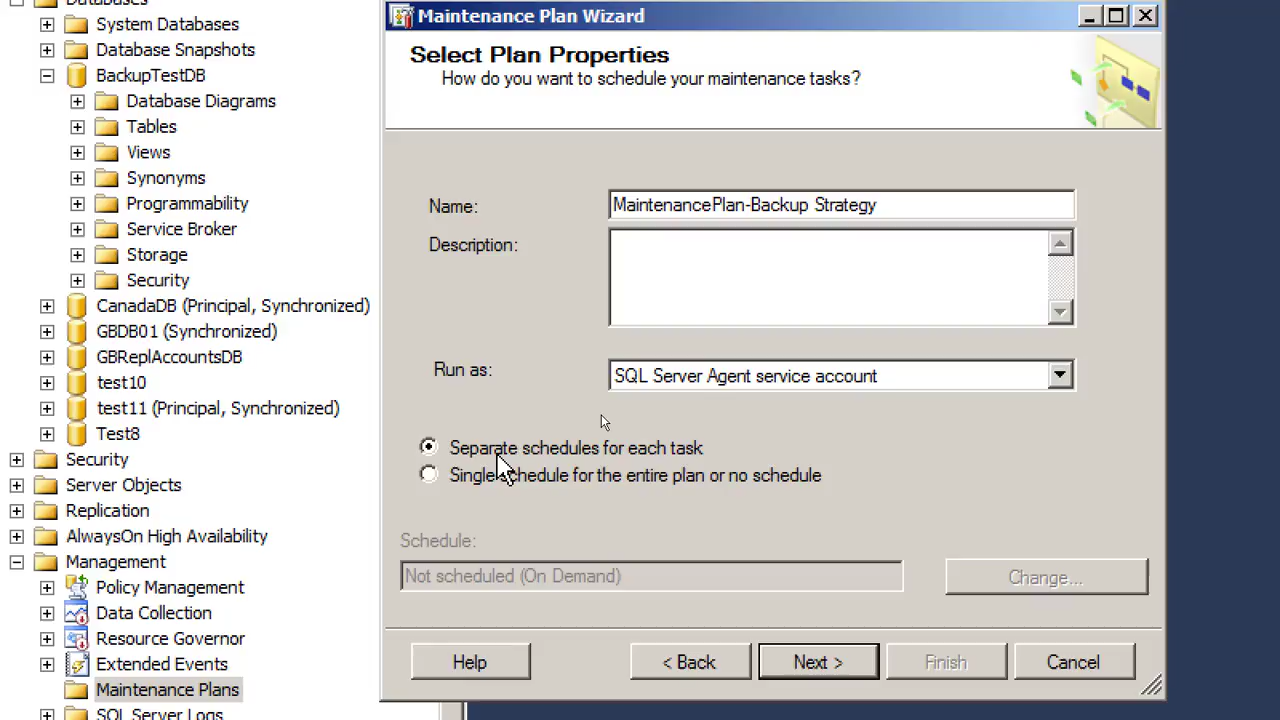 Databases
System Databases
Database Snapshots
BackupTestDB
Database Diagrams
Tables
Views
Synonyms
Programmability
Service Broker
Storage
Security
CanadaDB (Principal, Synchronized)
GBDB01 (Synchronized)
GBReplAccountsDB
test10
test11 (Principal, Synchronized)
Test8
Security
Server Objects
Replication
AlwaysOn High Availability
Management
Policy Management
Data Collection
Resource Governor
Extended Events
Maintenance Plans
SQL Server Logs
Maintenance Plan Wizard
Select Plan Properties
How do you want to schedule your maintenance tasks?
Name: MaintenancePlan-Backup Strategy
Description:
Run as: SQL Server Agent service account
Separate schedules for each task
Single schedule for the entire plan or no schedule
Schedule:
Not scheduled (On Demand) Change...
Help < Back Next > Finish Cancel